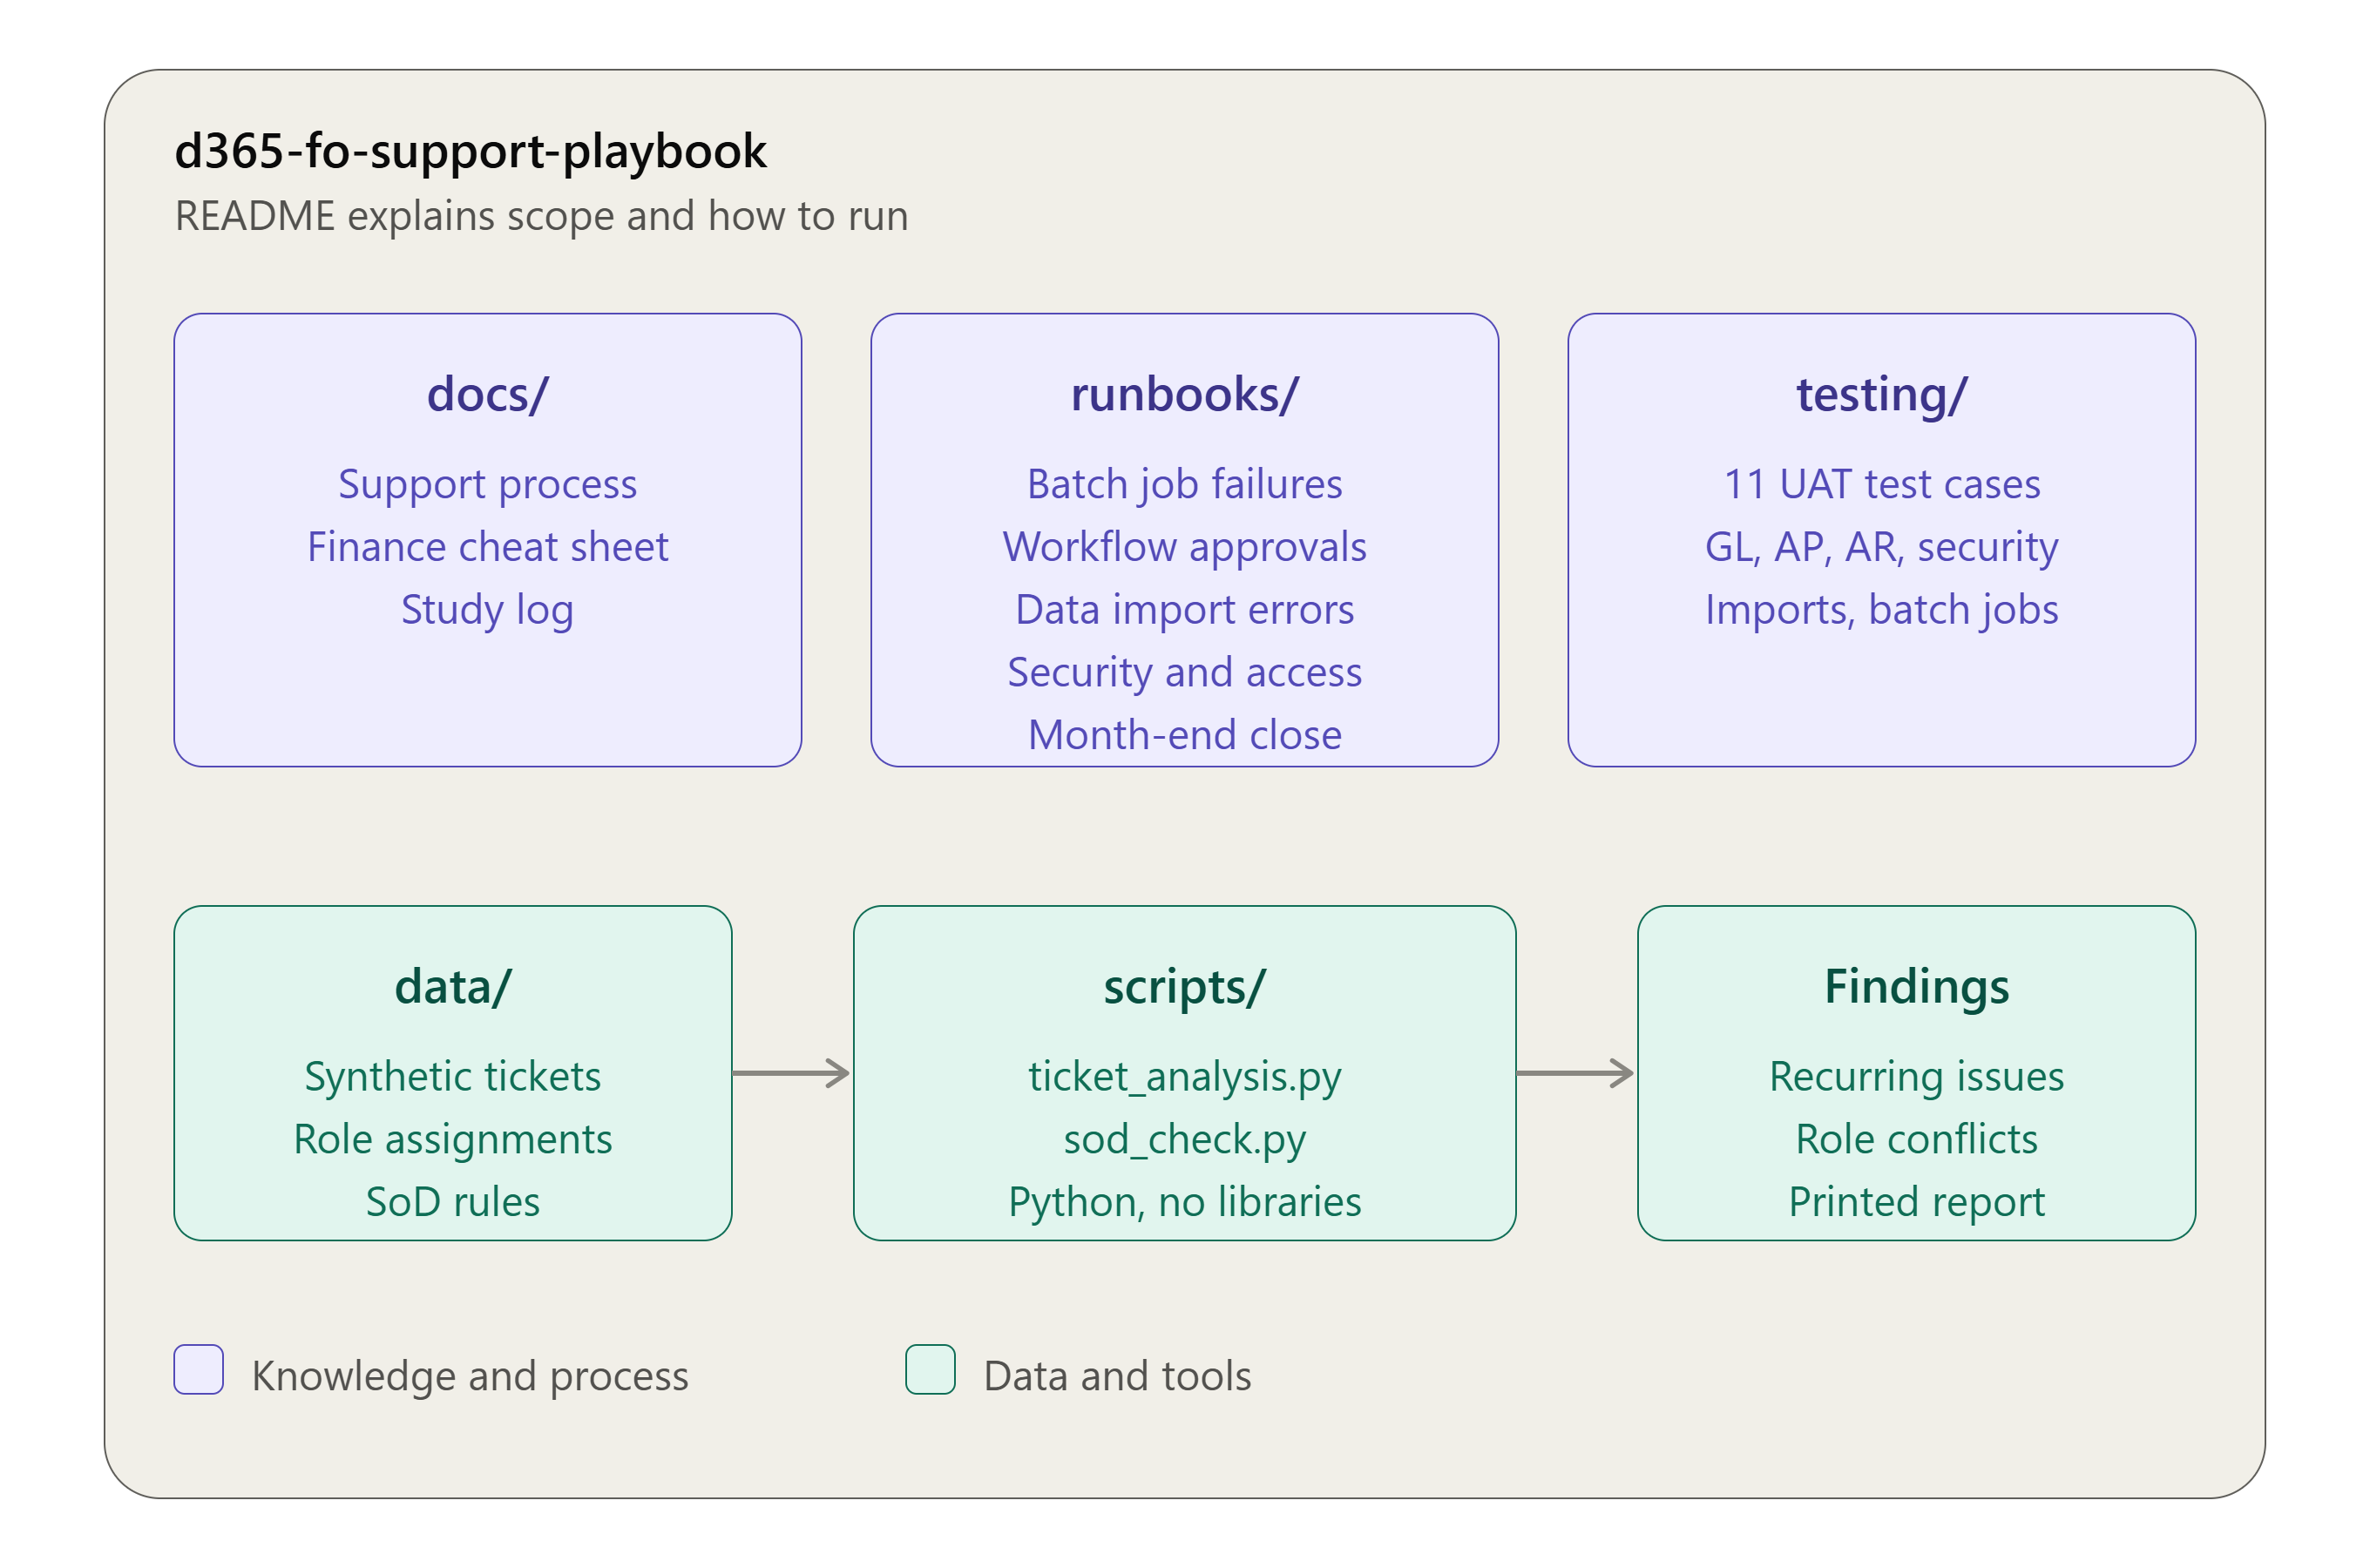 d365-fo-support-playbook
README explains scope and how to run
docs/
Support process
Finance cheat sheet
Study log
runbooks/
Batch job failures
Workflow approvals
Data import errors
Security and access
Month-end close
testing/
11 UAT test cases
GL, AP, AR, security
Imports, batch jobs
data/
Synthetic tickets
Role assignments
SoD rules
scripts/
ticket_analysis.py
sod_check.py
Python, no libraries
Findings
Recurring issues
Role conflicts
Printed report
Knowledge and process
Data and tools